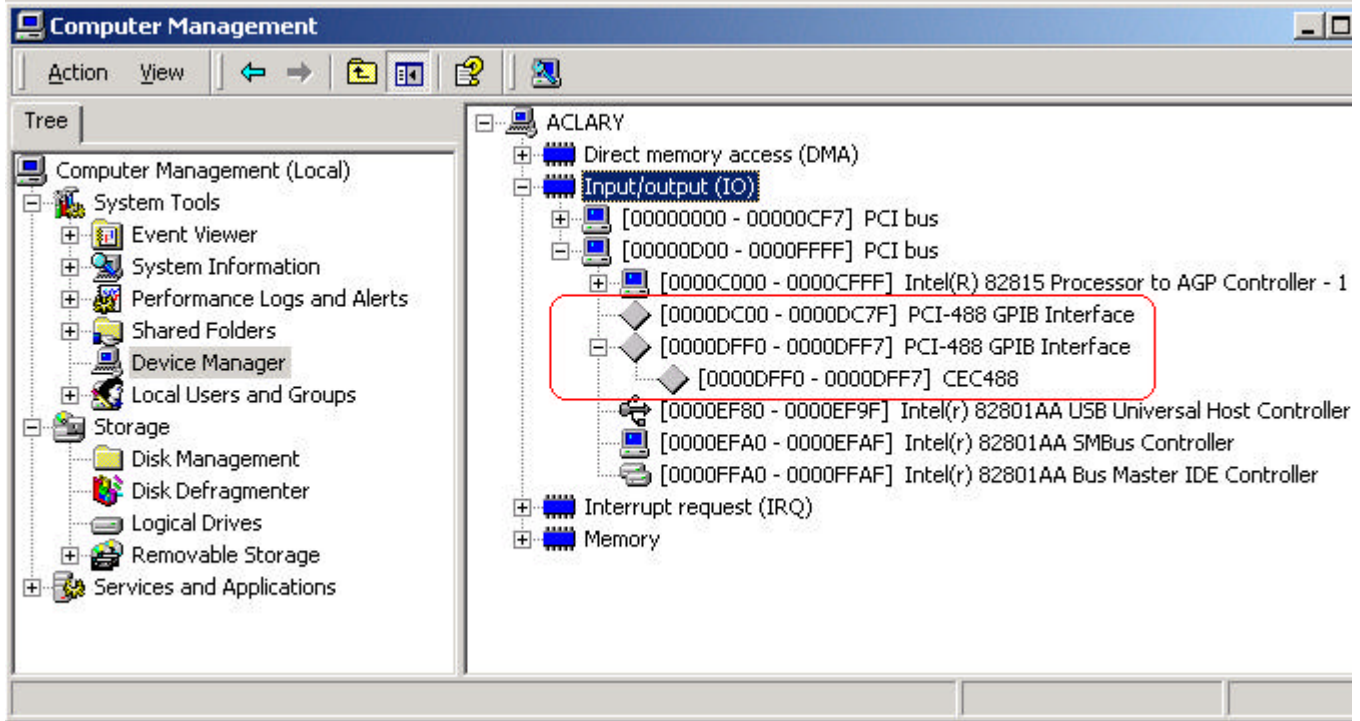 Computer Management
Action View
Tree
Computer Management (Local)
System Tools
Event Viewer
System Information
Performance Logs and Alerts
Shared Folders
Device Manager
Local Users and Groups
Storage
Disk Management
Disk Defragmenter
Logical Drives
Removable Storage
Services and Applications
ACLARY
Direct memory access (DMA)
Input/output (IO)
[00000000 - 00000CF7] PCI bus
[00000D00 - 0000FFFF] PCI bus
[0000C000 - 0000CFFF] Intel(R) 82815 Processor to AGP Controller - 1
[0000DC00 - 0000DC7F] PCI-488 GPIB Interface
[0000DFF0 - 0000DFF7] PCI-488 GPIB Interface
[0000DFF0 - 0000DFF7] CEC488
[0000EF80 - 0000EF9F] Intel(r) 82801AA USB Universal Host Controller
[0000EFA0 - 0000EFAF] Intel(r) 82801AA SMBus Controller
[0000FFA0 - 0000FFAF] Intel(r) 82801AA Bus Master IDE Controller
Interrupt request (IRQ)
Memory